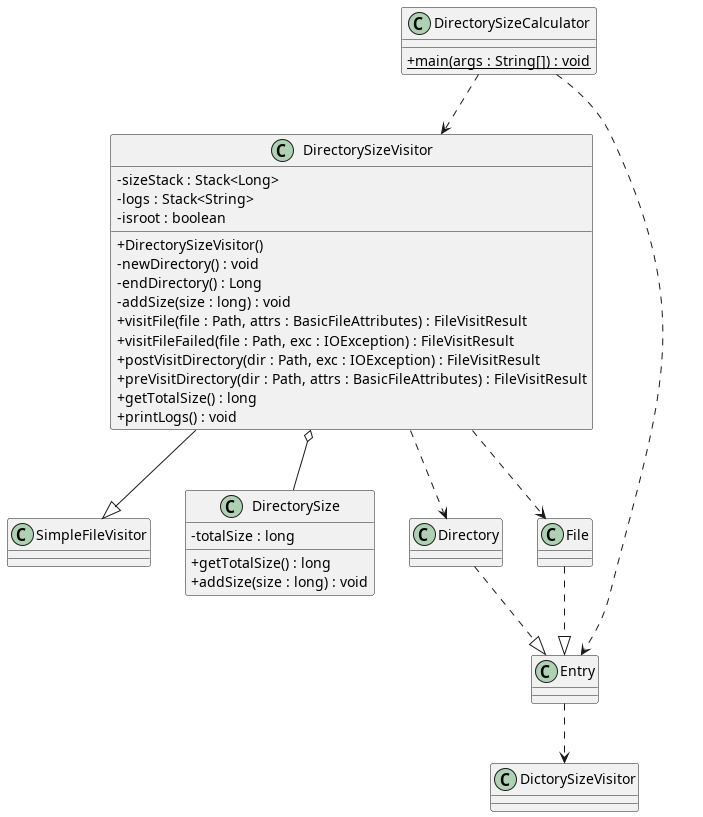 C DirectorySizeCalculator
+main(args : String[]) : void
C DirectorySizeVisitor
-sizeStack : Stack<Long>
-logs : Stack<String>
-isroot : boolean
+DirectorySizeVisitor()
-newDirectory() : void
-endDirectory() : Long
-addSize(size : long) : void
+visitFile(file : Path, attrs : BasicFileAttributes) : FileVisitResult
+visitFileFailed(file : Path, exc : IOException) : FileVisitResult
+postVisitDirectory(dir : Path, exc : IOException) : FileVisitResult
+preVisitDirectory(dir : Path, attrs : BasicFileAttributes) : FileVisitResult
+getTotalSize() : long
+printLogs() : void
C SimpleFileVisitor
C DirectorySize
-totalSize : long
+getTotalSize() : long
+addSize(size : long) : void
C Directory
C File
C Entry
C DictorySizeVisitor